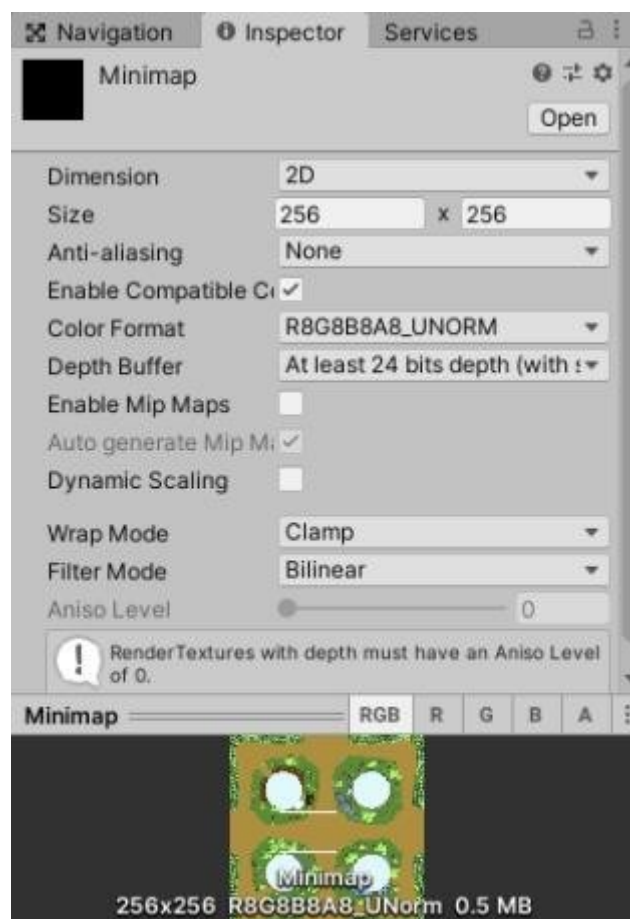 Navigation Inspector Services
Minimap
Open
Dimension 2D
Size 256 x 256
Anti-aliasing None
Enable Compatible C
Color Format R8G8B8A8_UNORM
Depth Buffer At least 24 bits depth (with
Enable Mip Maps
Auto generate Mip M
Dynamic Scaling
Wrap Mode Clamp
Filter Mode Bilinear
Aniso Level 0
RenderTextures with depth must have an Aniso Level
of 0.
Minimap RGB R G B A
Minimap
256x256 R8G8B8A8_UNorm 0.5 MB